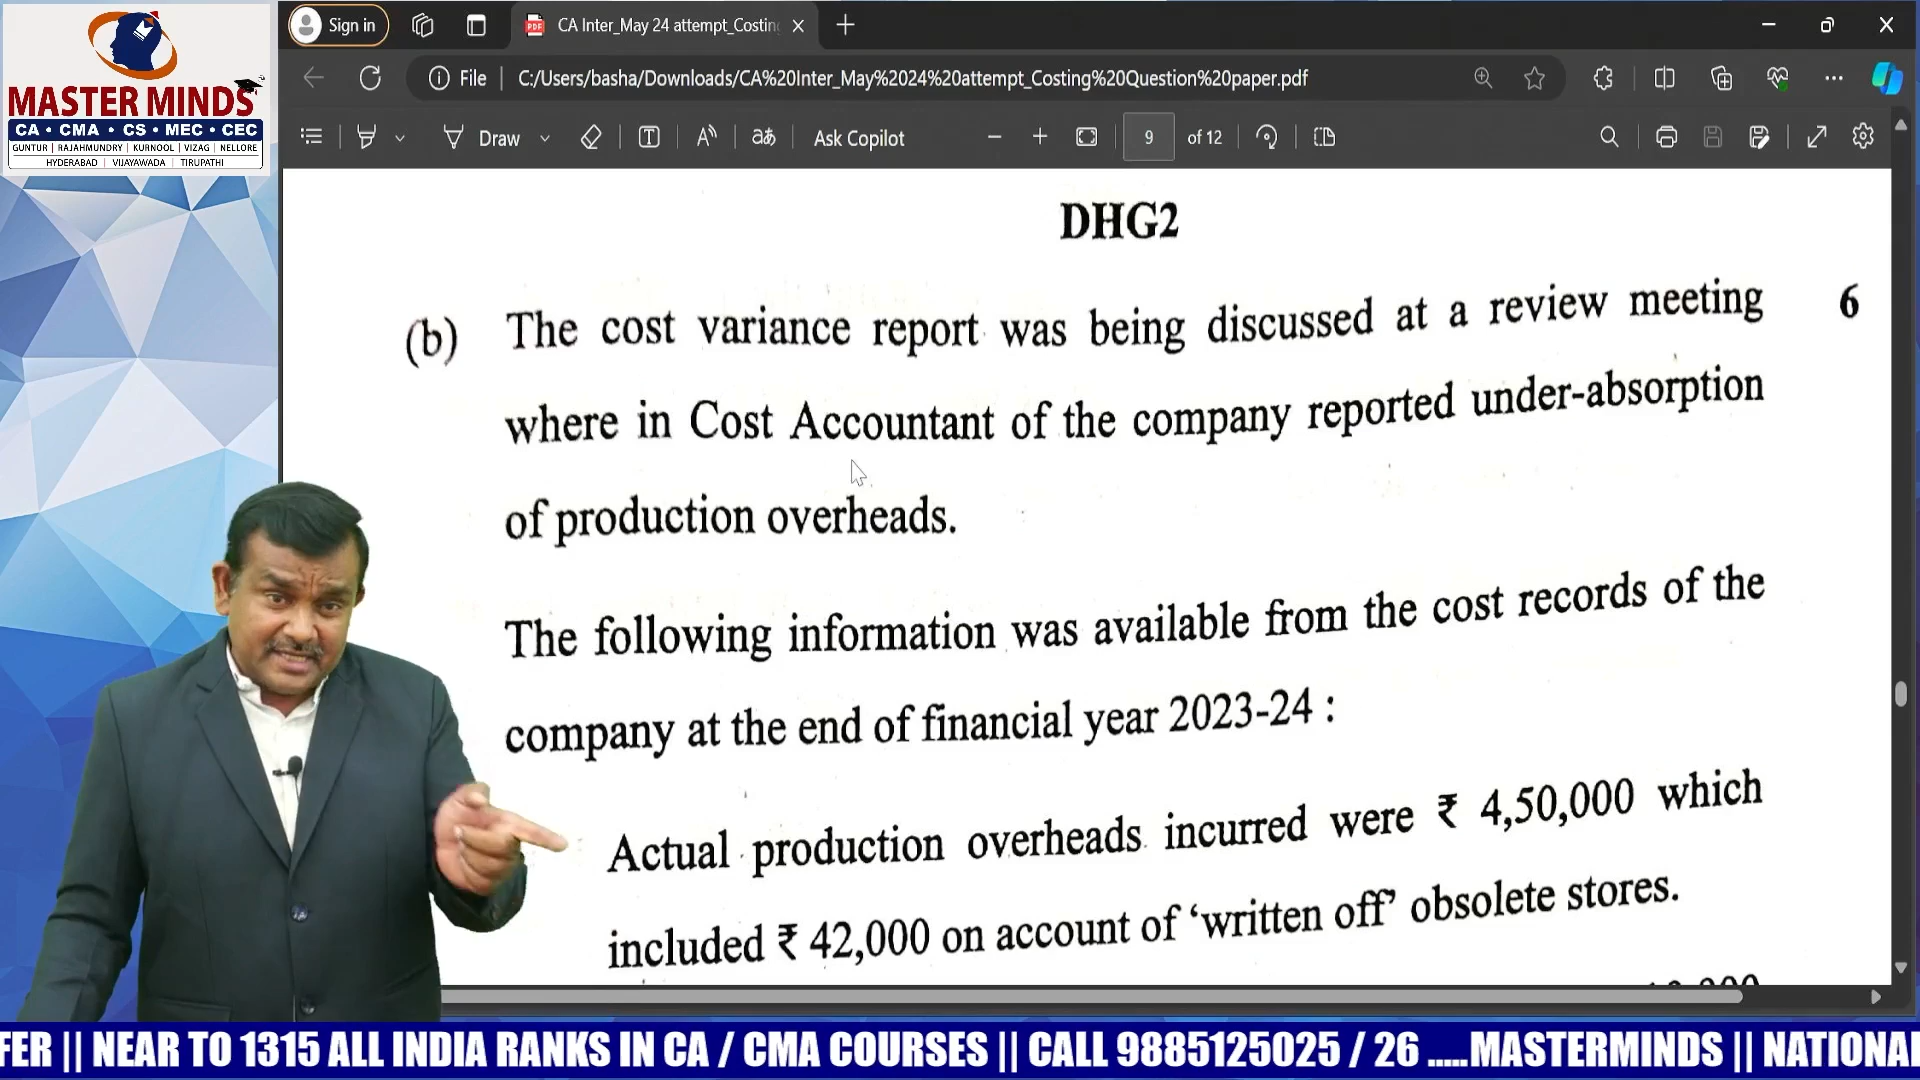 Sign in
CA Inter_May 24 attempt_Costing
File
C:/Users/basha/Downloads/CA%20Inter_May%2024%20attempt_Costing%20Question%20paper.pdf
Draw
aあ
Ask Copilot
9
of 12
MASTER MINDS
CA • CMA • CS • MEC • CEC
GUNTUR | RAJAHMUNDRY | KURNOOL | VIZAG | NELLORE
HYDERABAD | VIJAYAWADA | TIRUPATHI
DHG2
(b) The cost variance report was being discussed at a review meeting 6
where in Cost Accountant of the company reported under-absorption
of production overheads.
The following information was available from the cost records of the
company at the end of financial year 2023-24 :
Actual production overheads incurred were ₹ 4,50,000 which
included ₹ 42,000 on account of ‘written off’ obsolete stores.
FER || NEAR TO 1315 ALL INDIA RANKS IN CA / CMA COURSES || CALL 9885125025 / 26 .....MASTERMINDS || NATIONAL